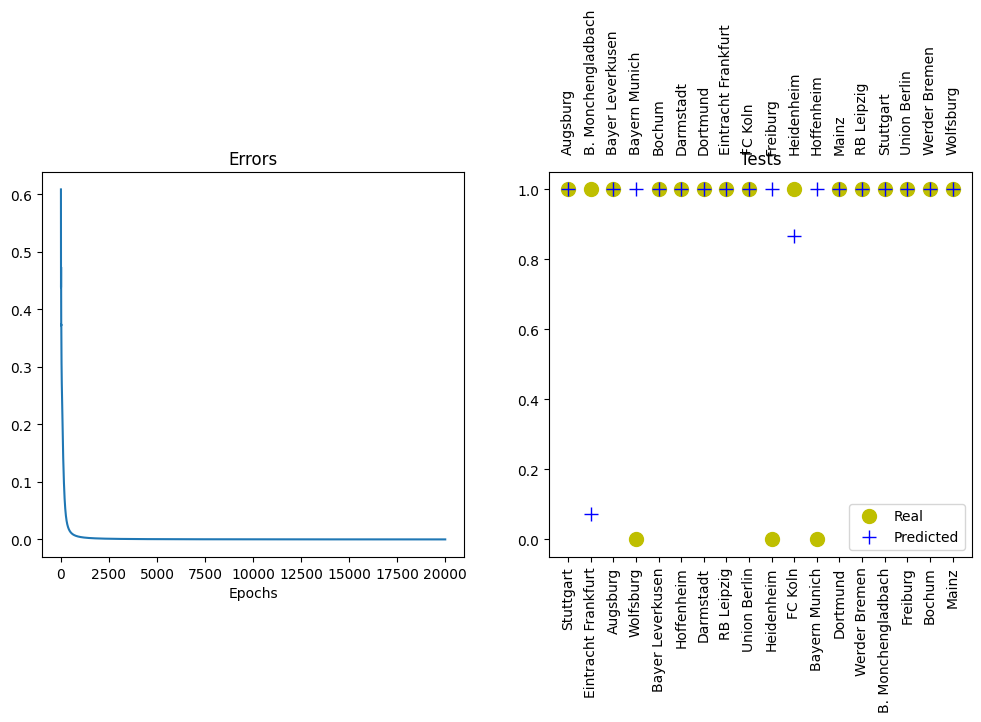 Errors
0.6
0.5
0.4
0.3
0.2
0.1
0.0
0 2500 5000 7500 10000 12500 15000 17500 20000
Epochs
Augsburg
B. Monchengladbach
Bayer Leverkusen
Bayern Munich
Bochum
Darmstadt
Dortmund
Eintracht Frankfurt
FC Koln
Freiburg
Heidenheim
Hoffenheim
Mainz
RB Leipzig
Stuttgart
Union Berlin
Werder Bremen
Wolfsburg
Tests
1.0
0.8
0.6
0.4
0.2
0.0
Real
Predicted
Stuttgart
Eintracht Frankfurt
Augsburg
Wolfsburg
Bayer Leverkusen
Hoffenheim
Darmstadt
RB Leipzig
Union Berlin
Heidenheim
FC Koln
Bayern Munich
Dortmund
Werder Bremen
B. Monchengladbach
Freiburg
Bochum
Mainz